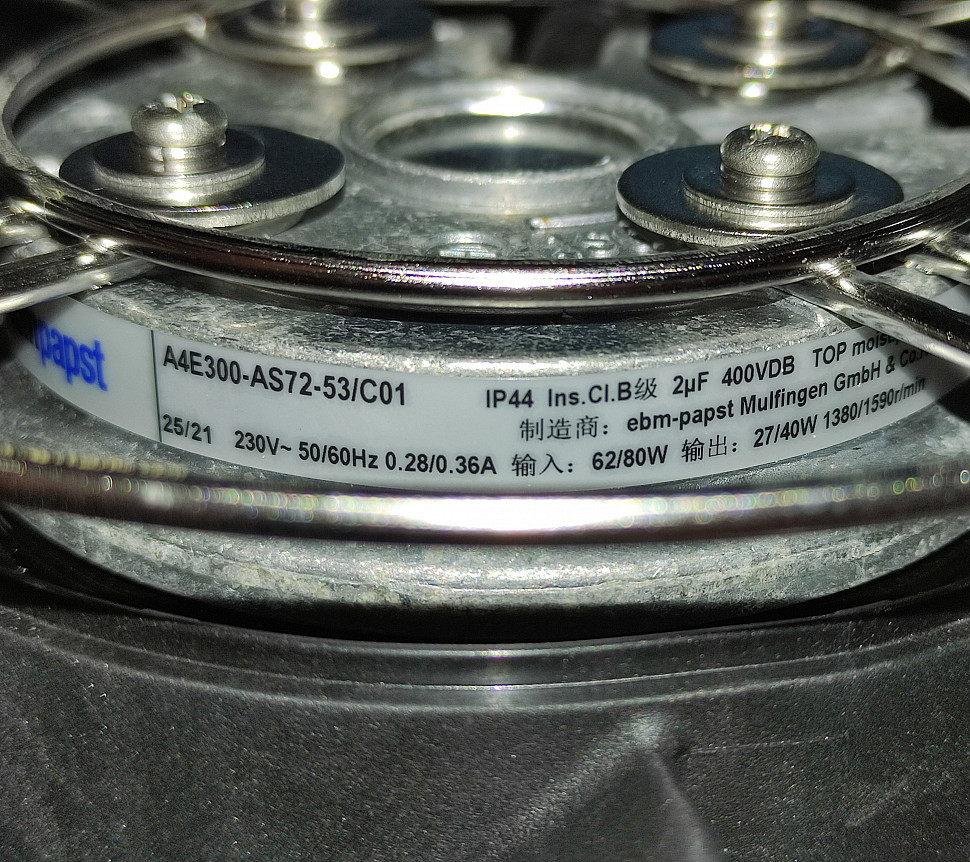 papst
A4E300-AS72-53/C01 IP44 Ins.Cl.B级 2µF 400VDB TOP
制造商：ebm-papst Mulfingen GmbH & Co.
25/21 230V~ 50/60Hz 0.28/0.36A 输入：62/80W 输出：27/40W 1380/1590r/min